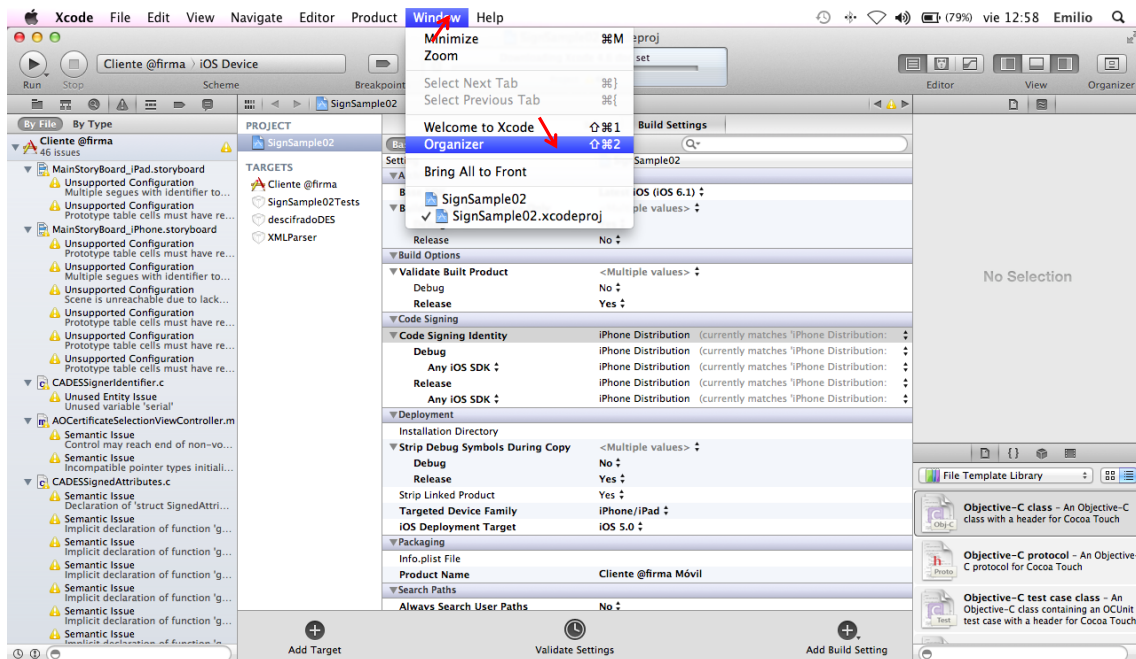 Xcode File Edit View Navigate Editor Product Window Help (79%) vie 12:58 Emilio
Cliente @firma iOS Device
Run Stop Scheme Breakpoint Editor View Organizer
Minimize ⌘M
Zoom
Select Next Tab ⌘}
Select Previous Tab ⌘{
Welcome to Xcode ⇧⌘1
Organizer ⇧⌘2
Bring All to Front
SignSample02
✓ SignSample02.xcodeproj
eproj
set
SignSample02
By File By Type
Cliente @firma
46 issues
MainStoryBoard_iPad.storyboard
Unsupported Configuration
Multiple segues with identifier to...
Unsupported Configuration
Prototype table cells must have re...
MainStoryBoard_iPhone.storyboard
Unsupported Configuration
Prototype table cells must have re...
Unsupported Configuration
Multiple segues with identifier to...
Unsupported Configuration
Scene is unreachable due to lack...
Unsupported Configuration
Prototype table cells must have re...
Unsupported Configuration
Prototype table cells must have re...
Unsupported Configuration
Prototype table cells must have re...
Unsupported Configuration
Prototype table cells must have re...
CADESSignerIdentifier.c
Unused Entity Issue
Unused variable 'serial'
AOCertificateSelectionViewController.m
Semantic Issue
Control may reach end of non-vo...
Semantic Issue
Incompatible pointer types initiali...
CADESSignedAttributes.c
Semantic Issue
Declaration of 'struct SignedAttri...
Semantic Issue
Implicit declaration of function 'g...
Semantic Issue
Implicit declaration of function 'g...
Semantic Issue
Implicit declaration of function 'g...
Semantic Issue
Implicit declaration of function 'g...
Semantic Issue
Implicit declaration of function 'g...
Semantic Issue
PROJECT
SignSample02
TARGETS
Cliente @firma
SignSample02Tests
descifradoDES
XMLParser
Build Settings
Sample02
iOS (iOS 6.1)
ple values>
Release No
Build Options
Validate Built Product <Multiple values>
Debug No
Release Yes
Code Signing
Code Signing Identity iPhone Distribution (currently matches 'iPhone Distribution:
Debug iPhone Distribution (currently matches 'iPhone Distribution:
Any iOS SDK iPhone Distribution (currently matches 'iPhone Distribution:
Release iPhone Distribution (currently matches 'iPhone Distribution:
Any iOS SDK iPhone Distribution (currently matches 'iPhone Distribution:
Deployment
Installation Directory
Strip Debug Symbols During Copy <Multiple values>
Debug No
Release Yes
Strip Linked Product Yes
Targeted Device Family iPhone/iPad
iOS Deployment Target iOS 5.0
Packaging
Info.plist File
Product Name Cliente @firma Móvil
Search Paths
Always Search User Paths No
Add Target Validate Settings Add Build Setting
No Selection
{ }
File Template Library
Objective-C class - An Objective-C
class with a header for Cocoa Touch
Obj-C
Objective-C protocol - An Objective-
C protocol for Cocoa Touch
Proto
Objective-C test case class - An
Objective-C class containing an OCUnit
test case with a header for Cocoa Touch
Test